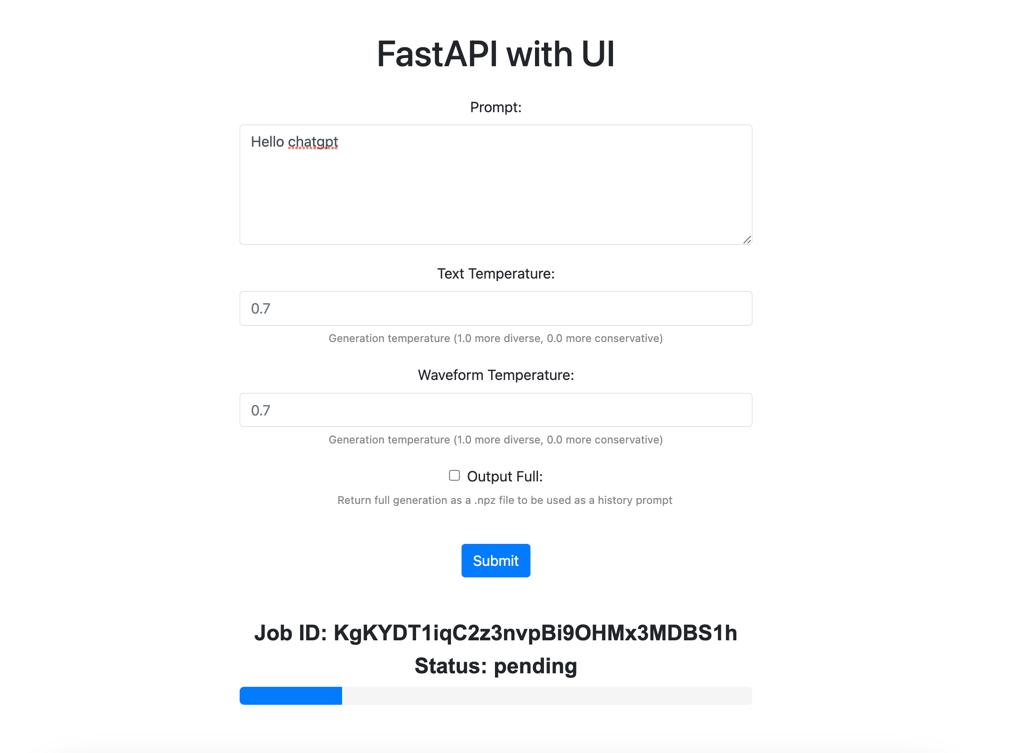 FastAPI with UI
Prompt:
Hello chatgpt
Text Temperature:
0.7
Generation temperature (1.0 more diverse, 0.0 more conservative)
Waveform Temperature:
0.7
Generation temperature (1.0 more diverse, 0.0 more conservative)
Output Full:
Return full generation as a .npz file to be used as a history prompt
Submit
Job ID: KgKYDT1iqC2z3nvpBi9OHMx3MDBS1h
Status: pending